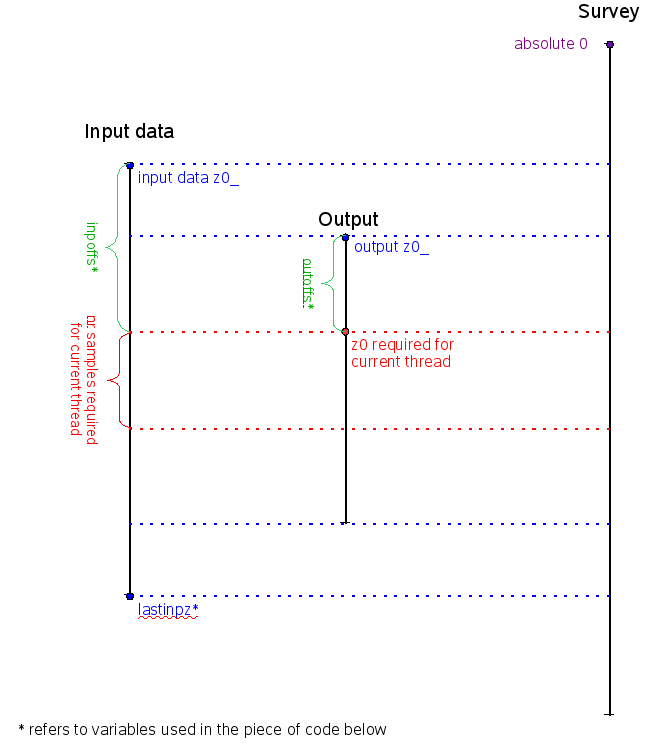 Survey
absolute 0
Input data
input data z0_
Output
output z0_
inpoffs*
outoffs*
z0 required for
current thread
nr samples required
for current thread
lastinpz*
* refers to variables used in the piece of code below